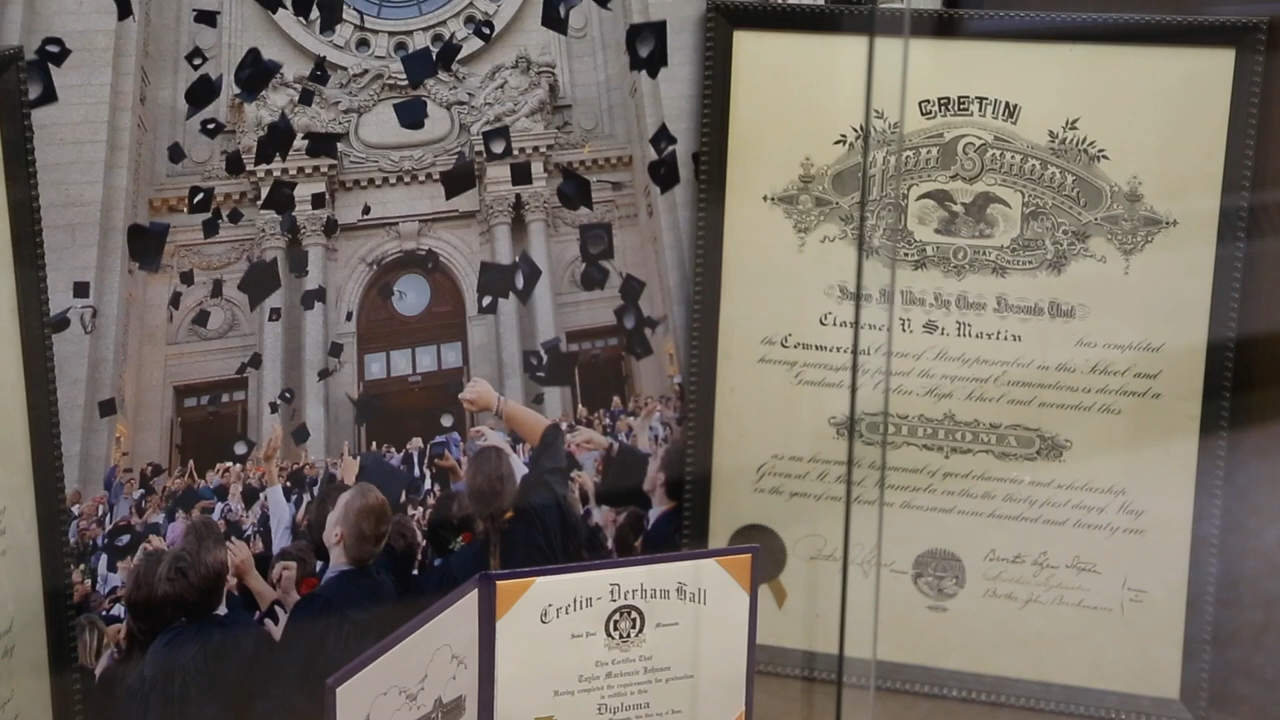 CRETIN
HIGH SCHOOL
TO WHOM IT MAY CONCERN:
Know All Men By These Presents That
Clarence V. St. Martin has completed
the Commercial Course of Study prescribed in this School and
having successfully passed the required Examinations is declared a
Graduate of Cretin High School and awarded this
DIPLOMA
as an honorable testimonial of good character and scholarship
Given at St. Paul, Minnesota on this the thirty first day of May
in the year of our Lord one thousand nine hundred and twenty one
Cretin-Derham Hall
Saint Paul Minnesota
This Certifies That
Taylor Mackenzie Johnson
Having completed the requirements for graduation
is entitled to this
Diploma